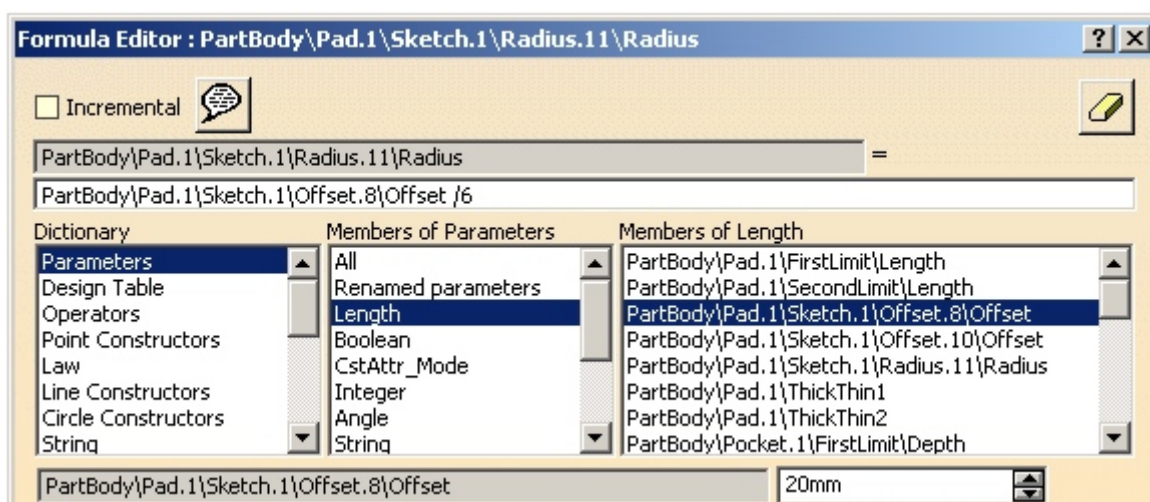 Formula Editor : PartBody\Pad.1\Sketch.1\Radius.11\Radius
Incremental
PartBody\Pad.1\Sketch.1\Radius.11\Radius =
PartBody\Pad.1\Sketch.1\Offset.8\Offset /6
Dictionary Members of Parameters Members of Length
Parameters All PartBody\Pad.1\FirstLimit\Length
Design Table Renamed parameters PartBody\Pad.1\SecondLimit\Length
Operators Length PartBody\Pad.1\Sketch.1\Offset.8\Offset
Point Constructors Boolean PartBody\Pad.1\Sketch.1\Offset.10\Offset
Law CstAttr_Mode PartBody\Pad.1\Sketch.1\Radius.11\Radius
Line Constructors Integer PartBody\Pad.1\ThickThin1
Circle Constructors Angle PartBody\Pad.1\ThickThin2
String String PartBody\Pocket.1\FirstLimit\Depth
PartBody\Pad.1\Sketch.1\Offset.8\Offset 20mm